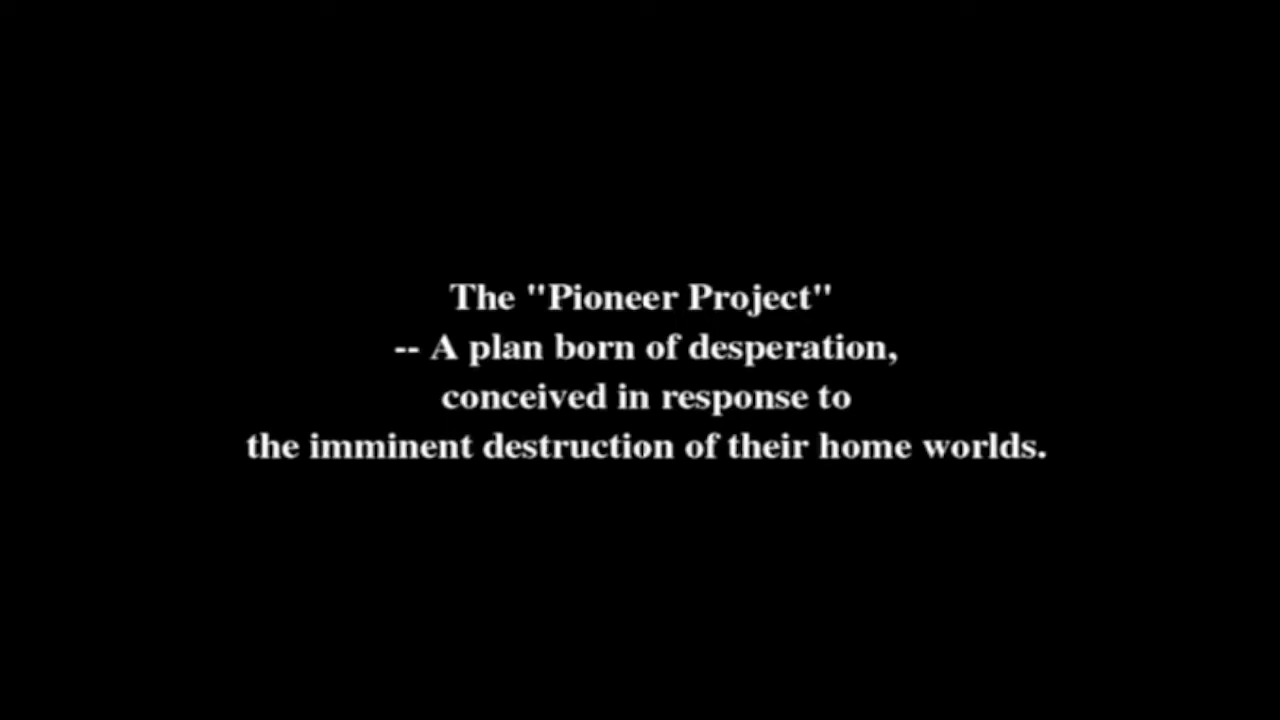 The "Pioneer Project"
-- A plan born of desperation,
conceived in response to
the imminent destruction of their home worlds.